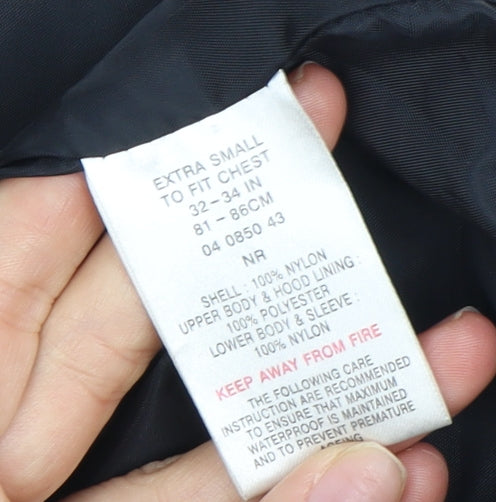 EXTRA SMALL
TO FIT CHEST
32-34 IN
81 - 86CM
04 0850 43
NR
SHELL : 100% NYLON
UPPER BODY & HOOD LINING :
100% POLYESTER
LOWER BODY & SLEEVE :
100% NYLON
KEEP AWAY FROM FIRE
THE FOLLOWING CARE
INSTRUCTION ARE RECOMMENDED
TO ENSURE THAT MAXIMUM
WATERPROOF IS MAINTAINED
AND TO PREVENT PREMATURE
AGEING